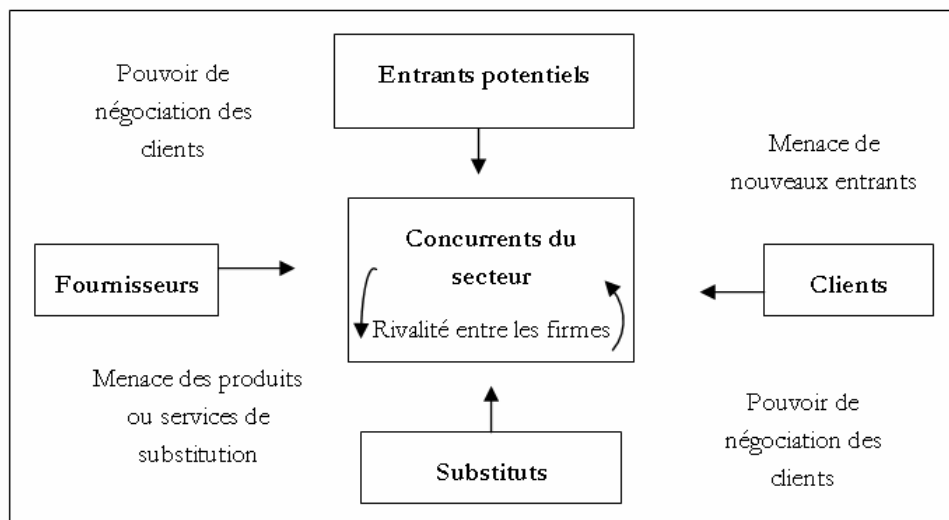 Entrants potentiels
Pouvoir de
négociation des
clients
Menace de
nouveaux entrants
Concurrents du
secteur
Rivalité entre les firmes
Fournisseurs
Clients
Menace des produits
ou services de
substitution
Pouvoir de
négociation des
clients
Substituts